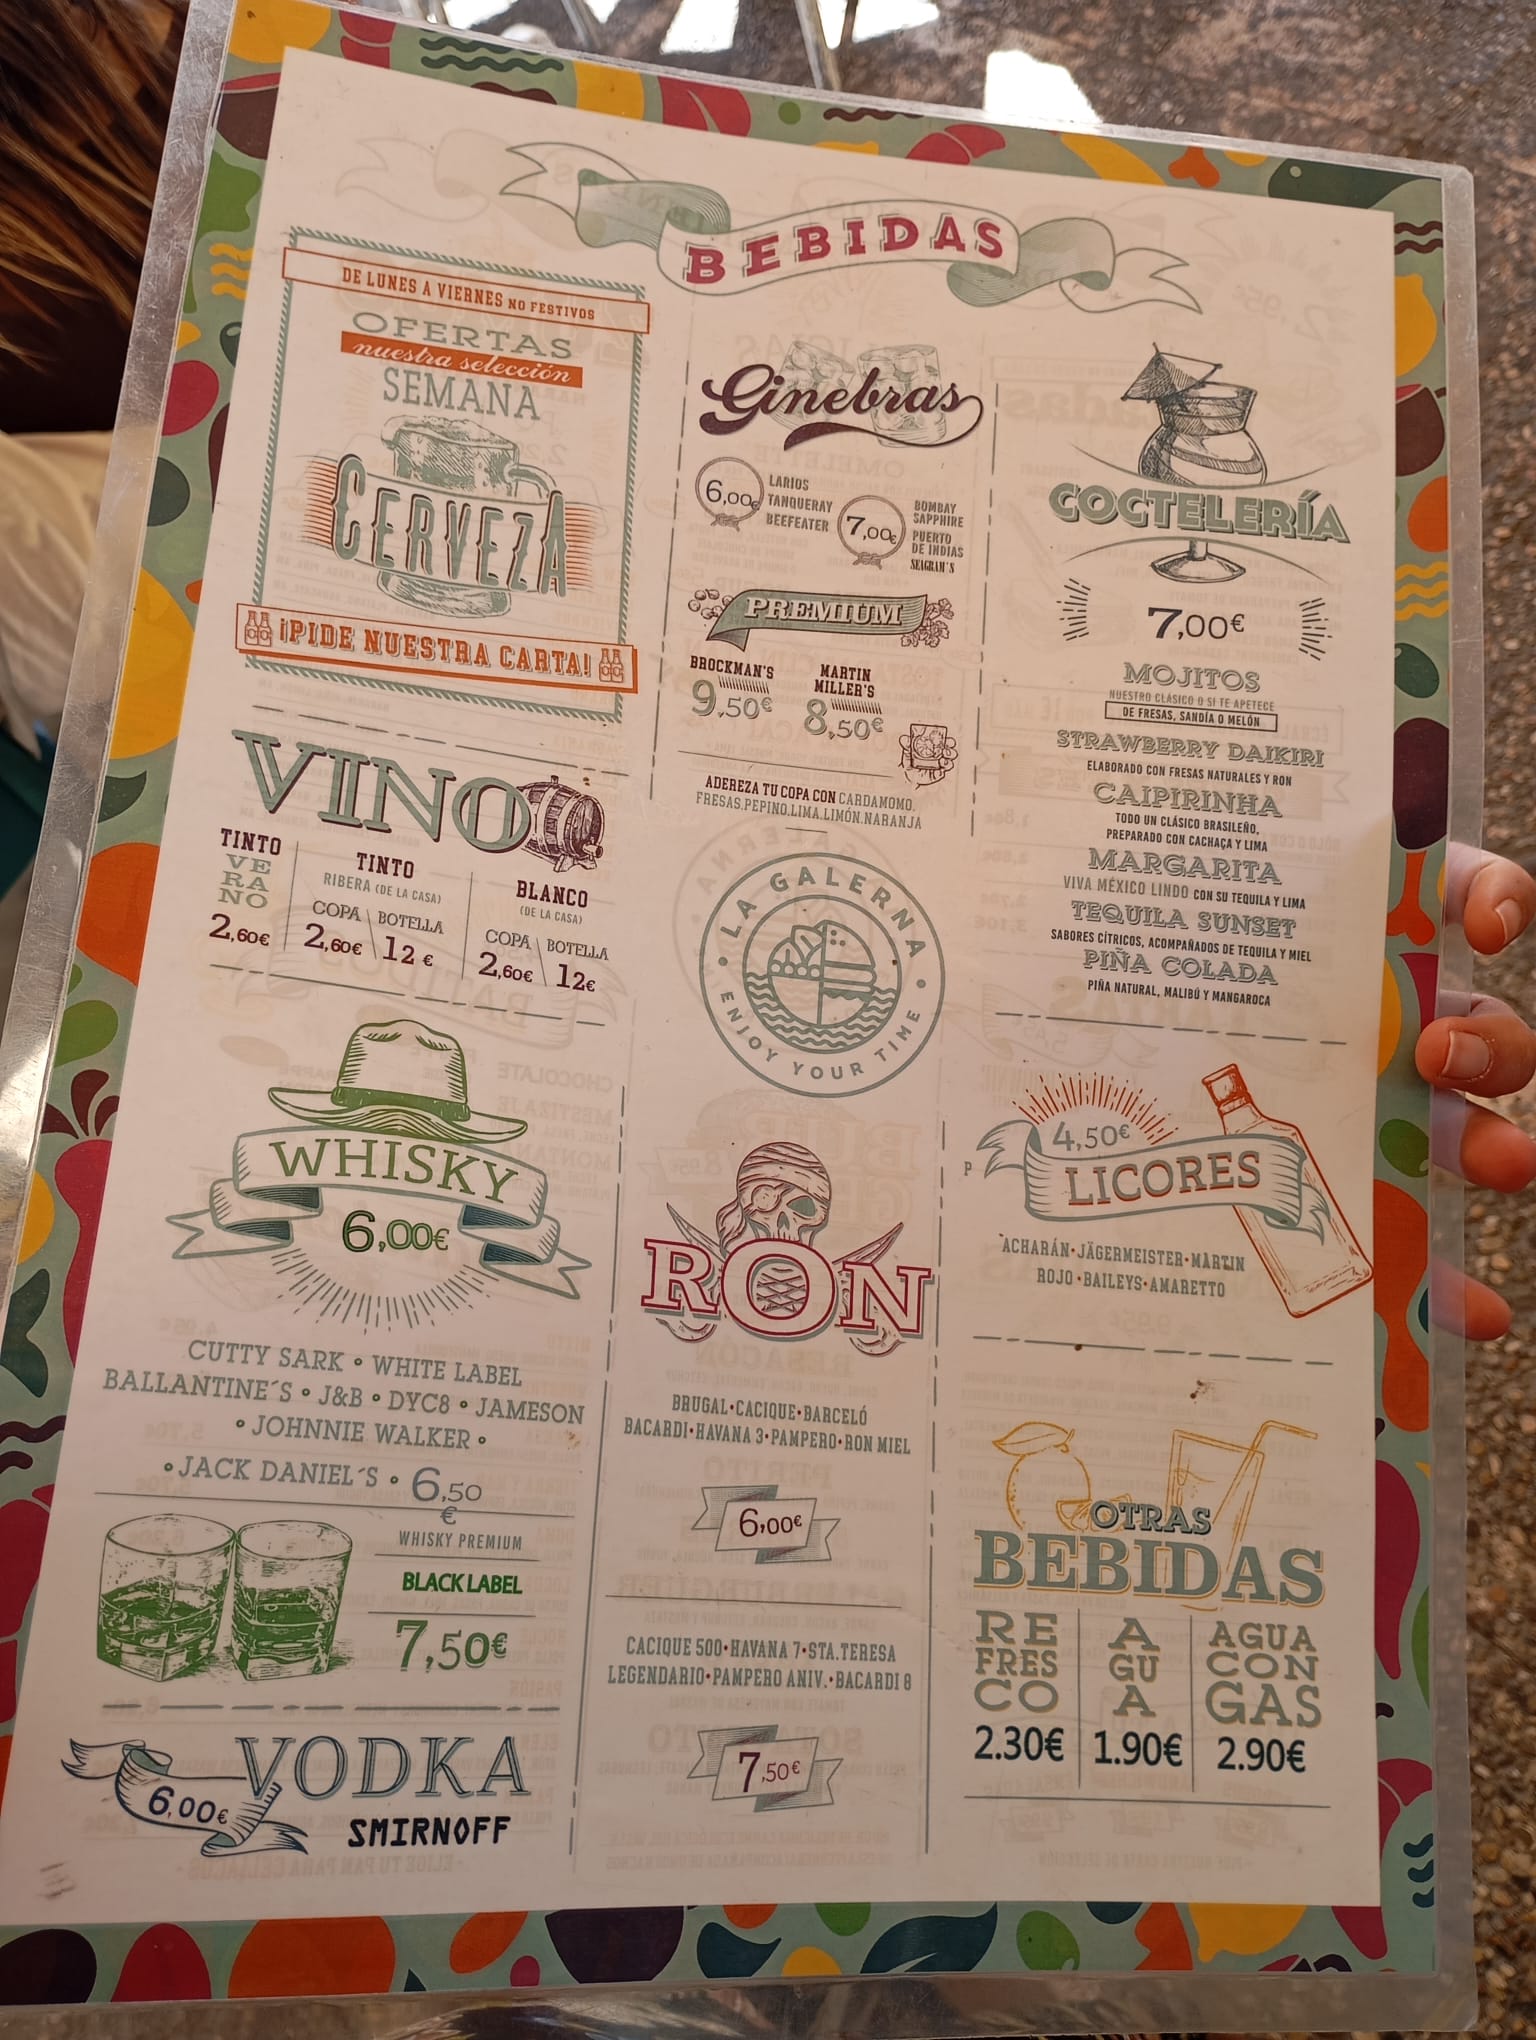 BEBIDAS
DE LUNES A VIERNES NO FESTIVOS
OFERTAS
nuestra selección
SEMANA
CERVEZA
¡PIDE NUESTRA CARTA!
VINO
TINTO
VE
RA
NO
2,60€
TINTO
RIBERA (DE LA CASA)
COPA
2,60€
BOTELLA
12 €
BLANCO
(DE LA CASA)
COPA
2,60€
BOTELLA
12€
WHISKY
6,00€
CUTTY SARK • WHITE LABEL
BALLANTINE´S • J&B • DYC8 • JAMESON
• JOHNNIE WALKER •
• JACK DANIEL´S • 6,50
€
WHISKY PREMIUM
BLACK LABEL
7,50€
VODKA
6,00€
SMIRNOFF
Ginebras
6,00€
LARIOS
TANQUERAY
BEEFEATER
7,00€
BOMBAY
SAPPHIRE
PUERTO
DE INDIAS
SEAGRAM'S
PREMIUM
BROCKMAN'S
9,50€
MARTIN
MILLER'S
8,50€
ADEREZA TU COPA CON CARDAMOMO,
FRESAS,PEPINO,LIMA,LIMÓN,NARANJA
LA GALERNA
ENJOY YOUR TIME
RON
BRUGAL•CACIQUE•BARCELÓ
BACARDI•HAVANA 3•PAMPERO•RON MIEL
6,00€
CACIQUE 500•HAVANA 7•STA.TERESA
LEGENDARIO•PAMPERO ANIV.•BACARDI 8
7,50€
COCTELERÍA
7,00€
MOJITOS
NUESTRO CLÁSICO O SI TE APETECE
DE FRESAS, SANDÍA O MELÓN
STRAWBERRY DAIKIRI
ELABORADO CON FRESAS NATURALES Y RON
CAIPIRINHA
TODO UN CLÁSICO BRASILEÑO,
PREPARADO CON CACHAÇA Y LIMA
MARGARITA
VIVA MÉXICO LINDO CON SU TEQUILA Y LIMA
TEQUILA SUNSET
SABORES CÍTRICOS, ACOMPAÑADOS DE TEQUILA Y MIEL
PIÑA COLADA
PIÑA NATURAL, MALIBÚ Y MANGAROCA
4,50€
P
LICORES
ACHARÁN•JÄGERMEISTER•MARTIN
ROJO•BAILEYS•AMARETTO
OTRAS
BEBIDAS
RE
FRES
CO
2.30€
A
GU
A
1.90€
AGUA
CON
GAS
2.90€